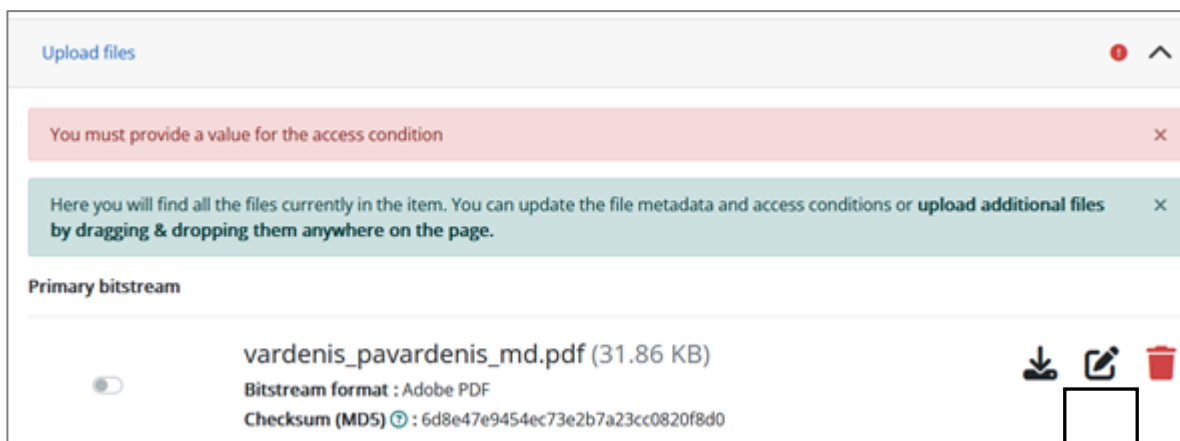 Upload files
You must provide a value for the access condition
Here you will find all the files currently in the item. You can update the file metadata and access conditions or upload additional files
by dragging & dropping them anywhere on the page.
Primary bitstream
vardenis_pavardenis_md.pdf (31.86 KB)
Bitstream format : Adobe PDF
Checksum (MD5) : 6d8e47e9454ec73e2b7a23cc0820f8d0